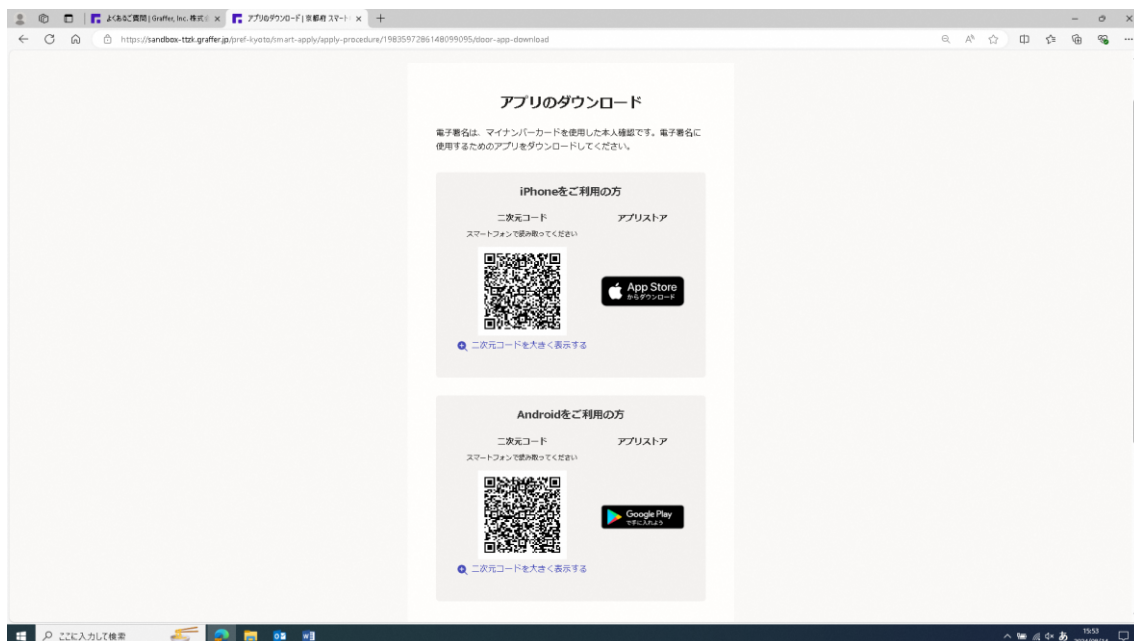 よくあるご質問 | Graffer, Inc. 株式
アプリのダウンロード | 京都府 スマート
https://sandbox-ttzk.graffer.jp/pref-kyoto/smart-apply/apply-procedure/1983597286148099095/door-app-download
アプリのダウンロード
電子署名は、マイナンバーカードを使用した本人確認です。電子署名に
使用するためのアプリをダウンロードしてください。
iPhoneをご利用の方
二次元コード
スマートフォンで読み取ってください
アプリストア
App Store
からダウンロード
二次元コードを大きく表示する
Androidをご利用の方
二次元コード
スマートフォンで読み取ってください
アプリストア
Google Play
で手に入れよう
二次元コードを大きく表示する
ここに入力して検索
あ
15:53